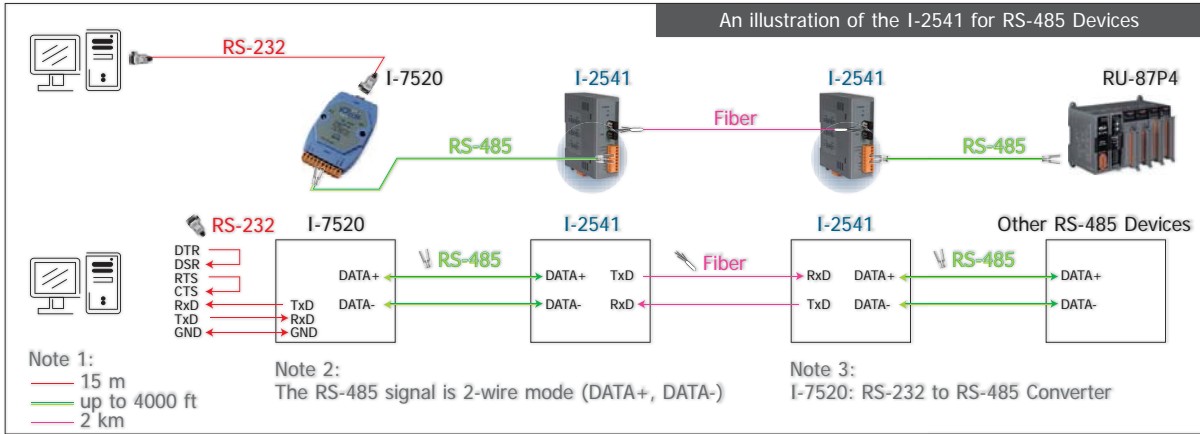 An illustration of the I-2541 for RS-485 Devices
RS-232
I-7520
I-2541
I-2541
RU-87P4
RS-485
Fiber
RS-485
RS-232
I-7520
I-2541
I-2541
Other RS-485 Devices
DTR
DSR
RTS
CTS
RxD
TxD
GND
TxD
RxD
GND
DATA+
DATA-
RS-485
DATA+
DATA-
TxD
RxD
Fiber
RxD
TxD
DATA+
DATA-
RS-485
DATA+
DATA-
Note 1:
15 m
up to 4000 ft
2 km
Note 2:
The RS-485 signal is 2-wire mode (DATA+, DATA-)
Note 3:
I-7520: RS-232 to RS-485 Converter